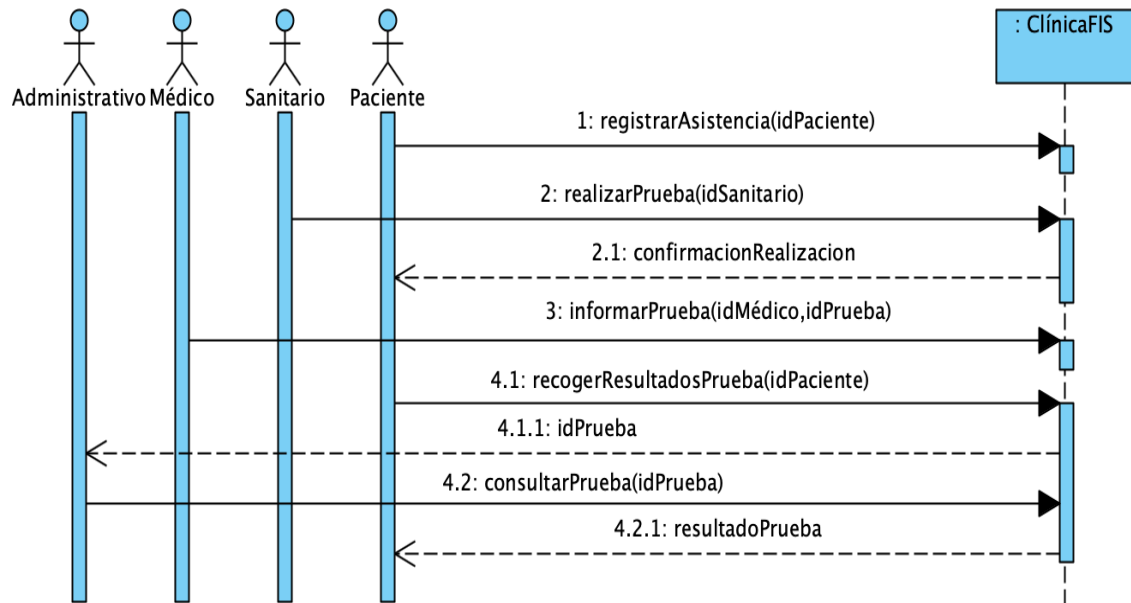 : ClínicaFIS
Administrativo Médico Sanitario Paciente
1: registrarAsistencia(idPaciente)
2: realizarPrueba(idSanitario)
2.1: confirmacionRealizacion
3: informarPrueba(idMédico,idPrueba)
4.1: recogerResultadosPrueba(idPaciente)
4.1.1: idPrueba
4.2: consultarPrueba(idPrueba)
4.2.1: resultadoPrueba